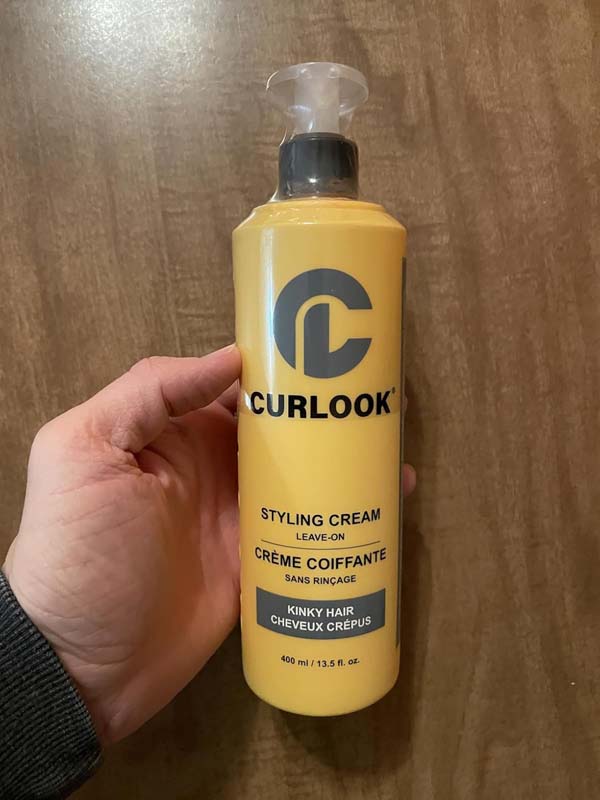 CURLOOK®
STYLING CREAM
LEAVE-ON
CRÈME COIFFANTE
SANS RINÇAGE
KINKY HAIR
CHEVEUX CRÉPUS
400 ml / 13.5 fl. oz.